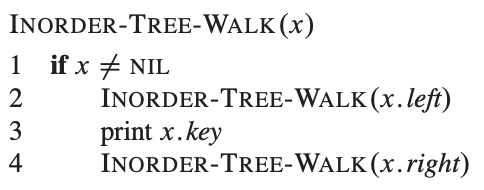 INORDER-TREE-WALK(x)
1 if x ≠ NIL
2 INORDER-TREE-WALK(x.left)
3 print x.key
4 INORDER-TREE-WALK(x.right)